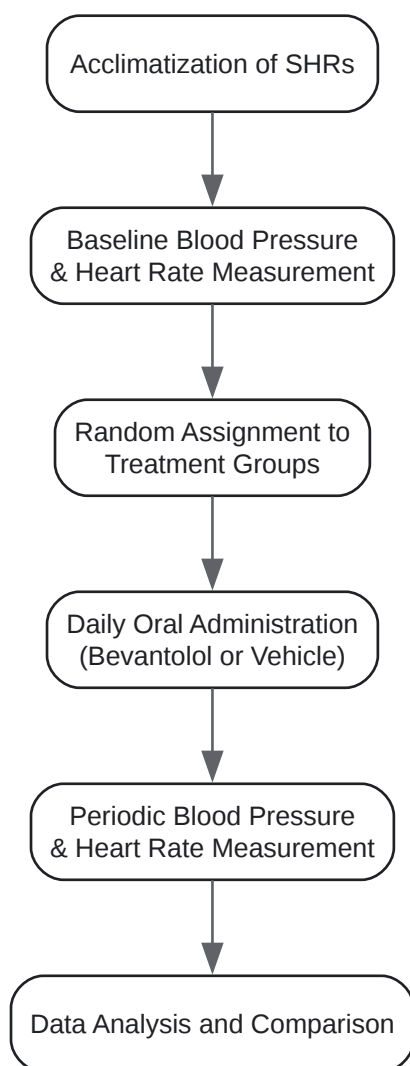 Acclimatization of SHRs
Baseline Blood Pressure
& Heart Rate Measurement
Random Assignment to
Treatment Groups
Daily Oral Administration
(Bevantolol or Vehicle)
Periodic Blood Pressure
& Heart Rate Measurement
Data Analysis and Comparison